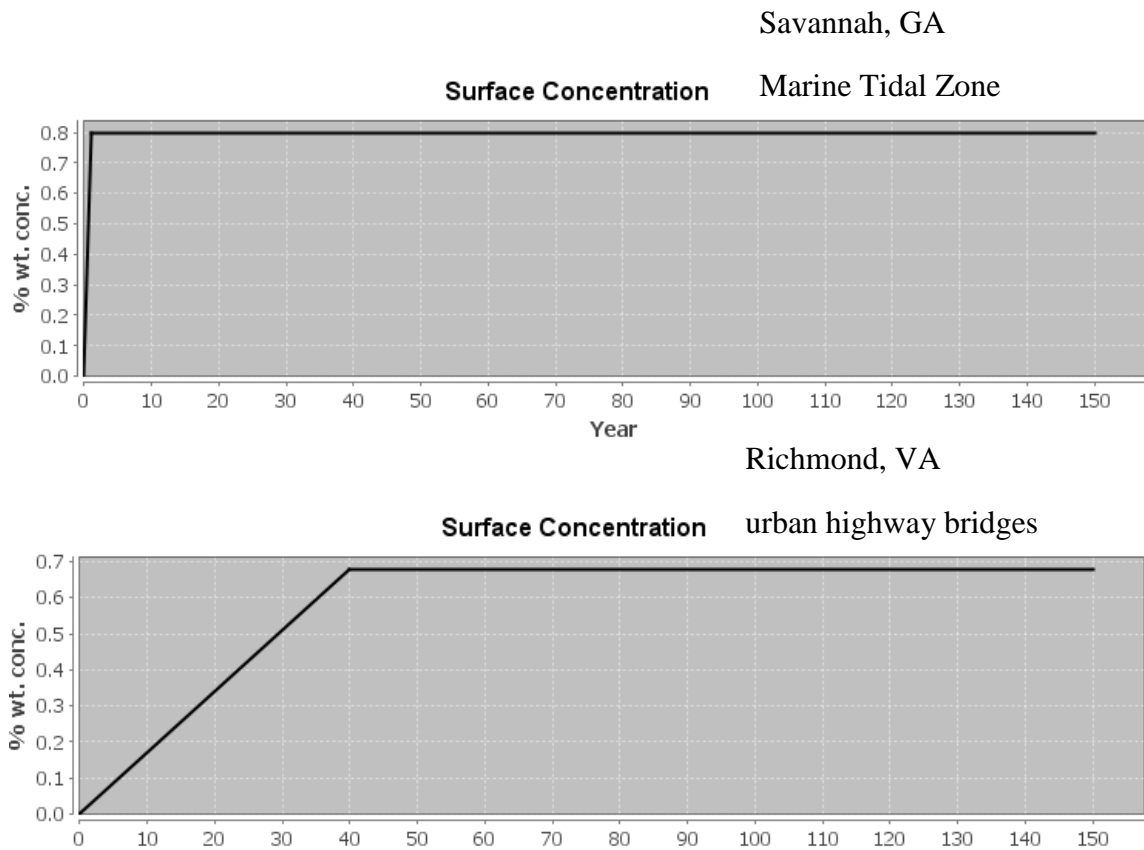 Savannah, GA
Marine Tidal Zone
Surface Concentration
% wt. conc.
0.8
0.7
0.6
0.5
0.4
0.3
0.2
0.1
0.0
0 10 20 30 40 50 60 70 80 90 100 110 120 130 140 150
Year
Richmond, VA
urban highway bridges
Surface Concentration
% wt. conc.
0.7
0.6
0.5
0.4
0.3
0.2
0.1
0.0
0 10 20 30 40 50 60 70 80 90 100 110 120 130 140 150